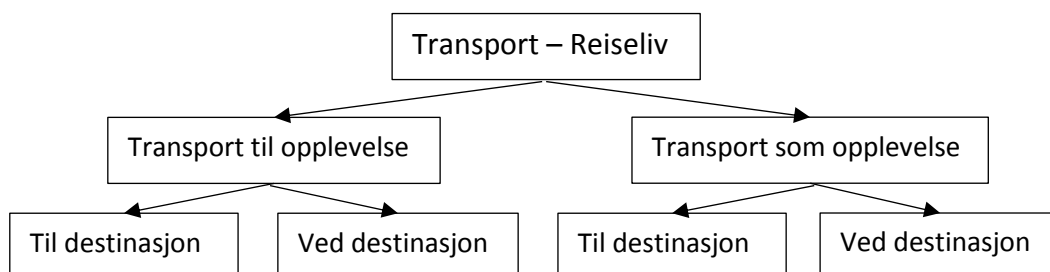 Transport – Reiseliv
Transport til opplevelse
Transport som opplevelse
Til destinasjon
Ved destinasjon
Til destinasjon
Ved destinasjon